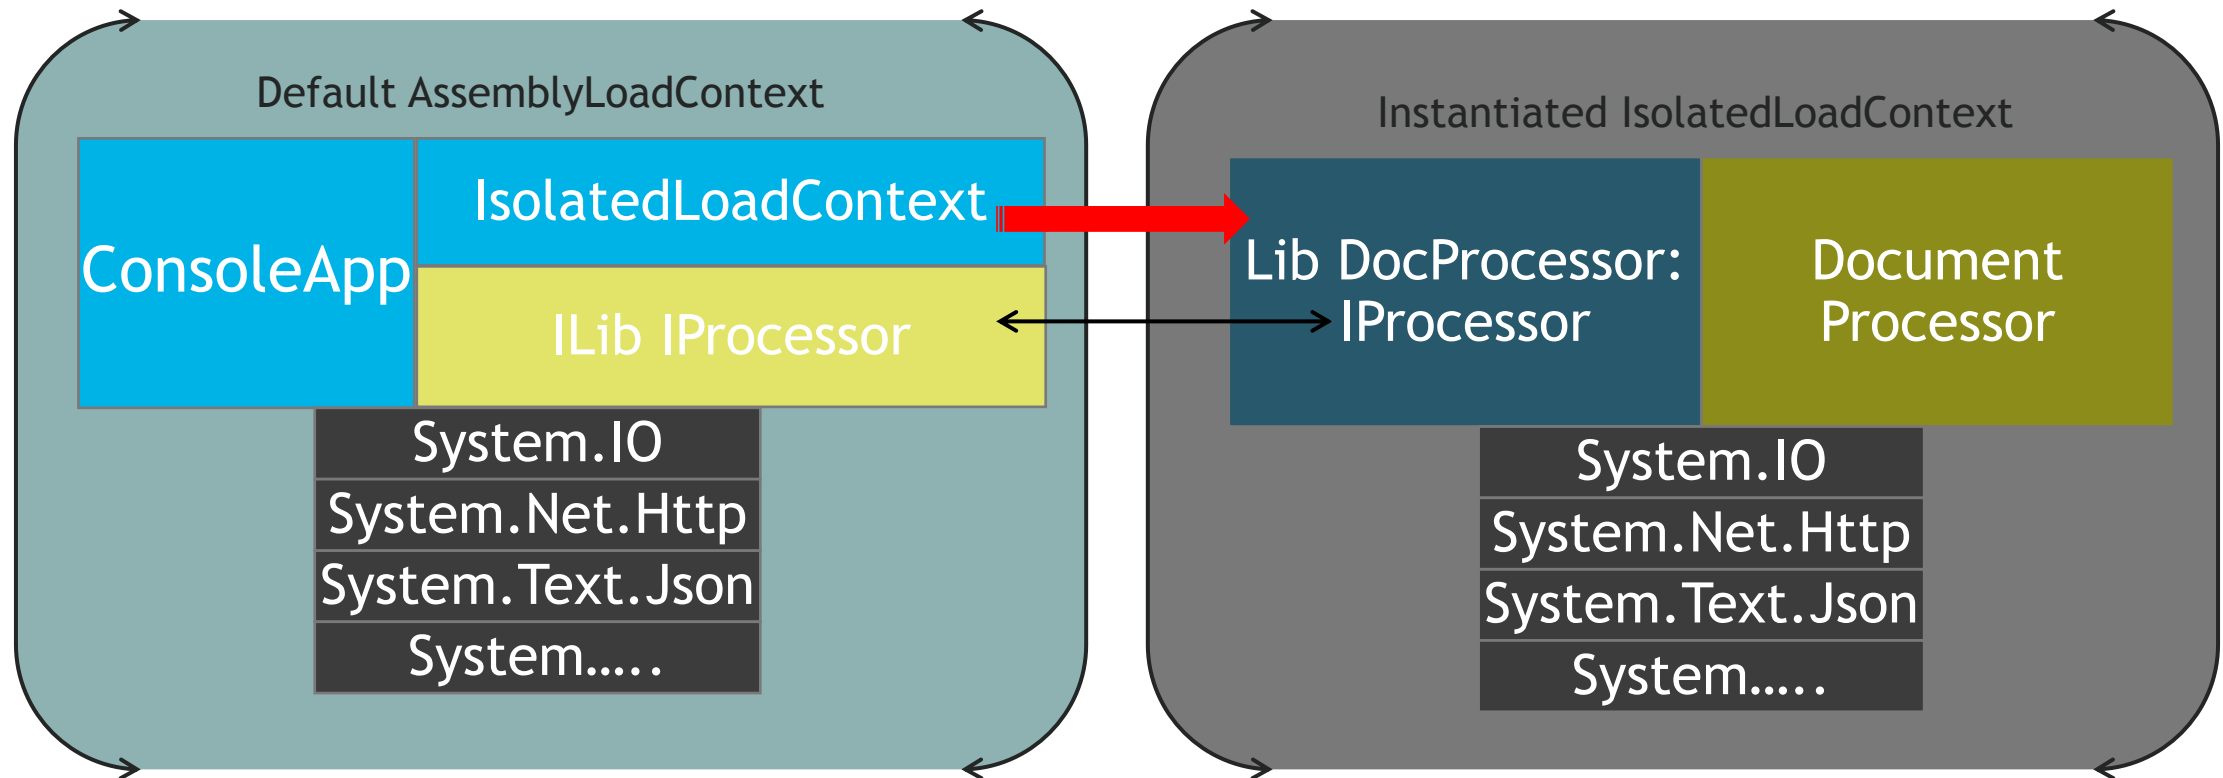 Default AssemblyLoadContext
ConsoleApp
IsolatedLoadContext
ILib IProcessor
System.IO
System.Net.Http
System.Text.Json
System…..
Instantiated IsolatedLoadContext
Lib DocProcessor:
IProcessor
Document
Processor
System.IO
System.Net.Http
System.Text.Json
System…..